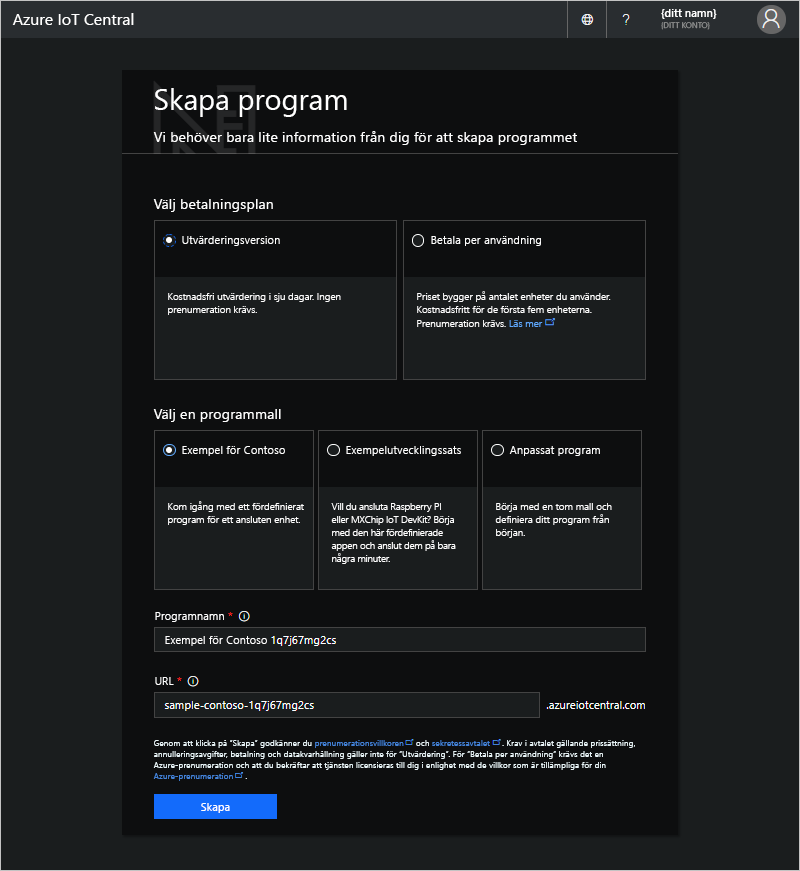 Azure IoT Central
?
{ditt namn}
(DITT KONTO)
Skapa program
Vi behöver bara lite information från dig för att skapa programmet
Välj betalningsplan
Utvärderingsversion
Kostnadsfri utvärdering i sju dagar. Ingen
prenumeration krävs.
Betala per användning
Priset bygger på antalet enheter du använder.
Kostnadsfritt för de första fem enheterna.
Prenumeration krävs. Läs mer
Välj en programmall
Exempel för Contoso
Kom igång med ett fördefinierat
program för ett ansluten enhet.
Exempelutvecklingssats
Vill du ansluta Raspberry PI
eller MXChip IoT DevKit? Börja
med den här fördefinierade
appen och anslut dem på bara
några minuter.
Anpassat program
Börja med en tom mall och
definiera ditt program från
början.
Programnamn *
Exempel för Contoso 1q7j67mg2cs
URL *
sample-contoso-1q7j67mg2cs
.azureiotcentral.com
Genom att klicka på "Skapa" godkänner du prenumerationsvillkoren och sekretessavtalet. Krav i avtalet gällande prissättning,
annulleringsavgifter, betalning och datakvarhållning gäller inte för "Utvärdering". För "Betala per användning" krävs det en
Azure-prenumeration och att du bekräftar att tjänsten licensieras till dig i enlighet med de villkor som är tillämpliga för din
Azure-prenumeration.
Skapa